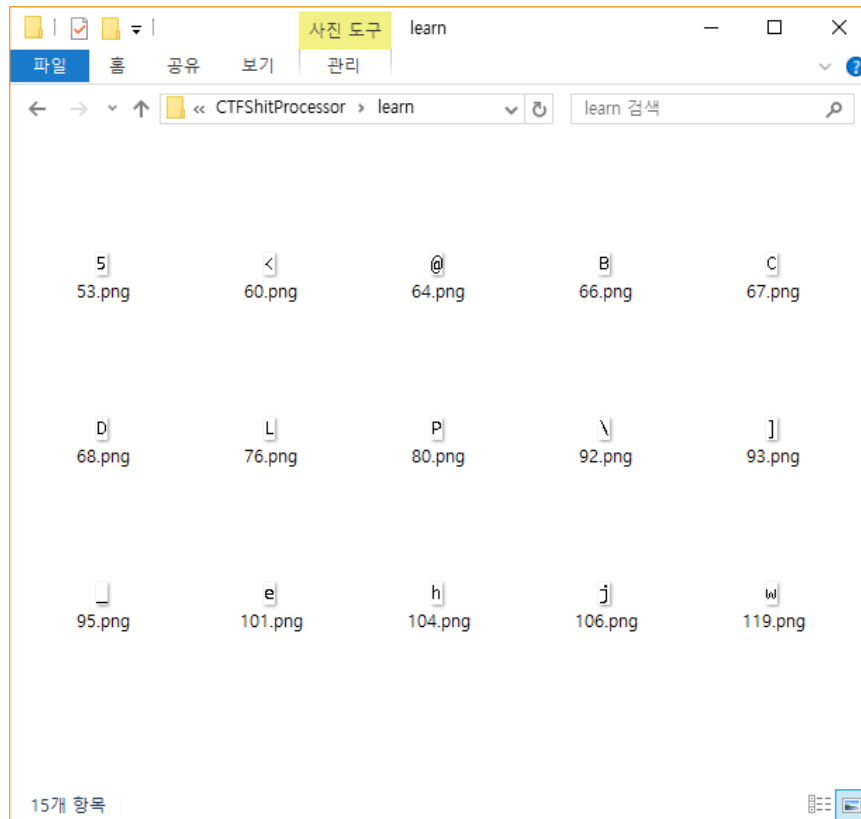 사진 도구 learn
파일 홈 공유 보기 관리 ?
« CTFShitProcessor › learn learn 검색
5 < @ B C
53.png 60.png 64.png 66.png 67.png
D L P \ ]
68.png 76.png 80.png 92.png 93.png
_ e h j w
95.png 101.png 104.png 106.png 119.png
15개 항목